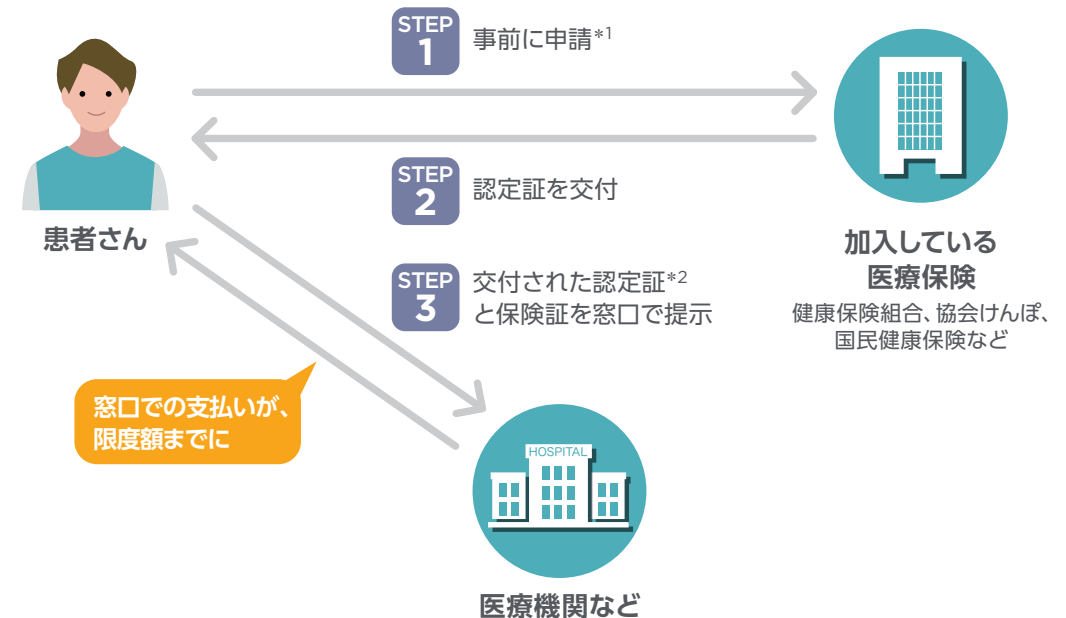 STEP
1
事前に申請*1
STEP
2
認定証を交付
患者さん
STEP
3
交付された認定証*2
と保険証を窓口で提示
加入している
医療保険
健康保険組合、協会けんぽ、
国民健康保険など
窓口での支払いが、
限度額までに
HOSPITAL
医療機関など